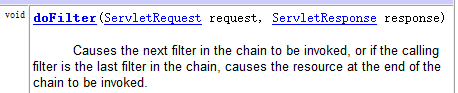 void doFilter(ServletRequest request, ServletResponse response)
Causes the next filter in the chain to be invoked, or if the calling
filter is the last filter in the chain, causes the resource at the end of the
chain to be invoked.